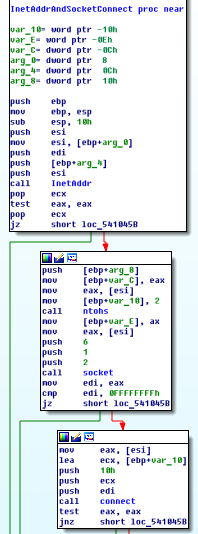 InetAddrAndSocketConnect proc near
var_10= word ptr -10h
var_E= word ptr -0Eh
var_C= dword ptr -0Ch
arg_0= dword ptr  8
arg_4= dword ptr  0Ch
arg_8= dword ptr  10h
push    ebp
mov     ebp, esp
sub     esp, 10h
push    esi
mov     esi, [ebp+arg_0]
push    edi
push    [ebp+arg_4]
push    esi
call    InetAddr
pop     ecx
test    eax, eax
pop     ecx
jz      short loc_541045B
push    [ebp+arg_8]
mov     [ebp+var_C], eax
mov     eax, [esi]
mov     [ebp+var_10], 2
call    ntohs
mov     [ebp+var_E], ax
mov     eax, [esi]
push    6
push    1
push    2
call    socket
mov     edi, eax
cmp     edi, 0FFFFFFFFh
jz      short loc_541045B
mov     eax, [esi]
lea     ecx, [ebp+var_10]
push    10h
push    ecx
push    edi
call    connect
test    eax, eax
jnz     short loc_541045B